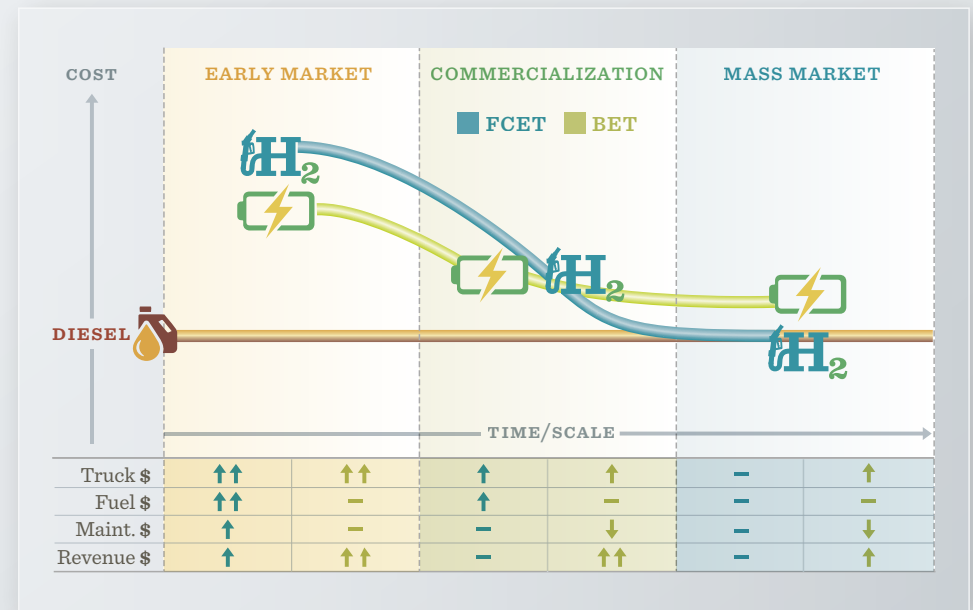 COST
EARLY MARKET
COMMERCIALIZATION
MASS MARKET
FCET
BET
H2
H2
DIESEL
H2
TIME/SCALE
Truck $
Fuel $
Maint. $
Revenue $